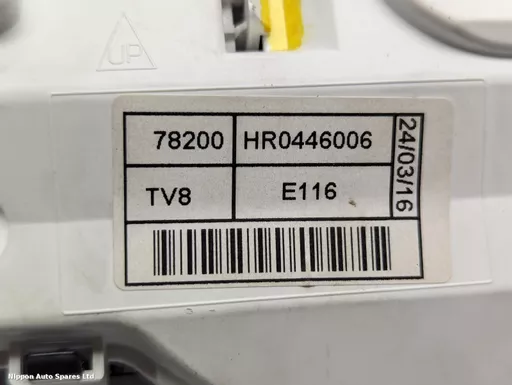 UP
78200 HR0446006
TV8 E116
24/03/16
Nippon Auto Spares Ltd